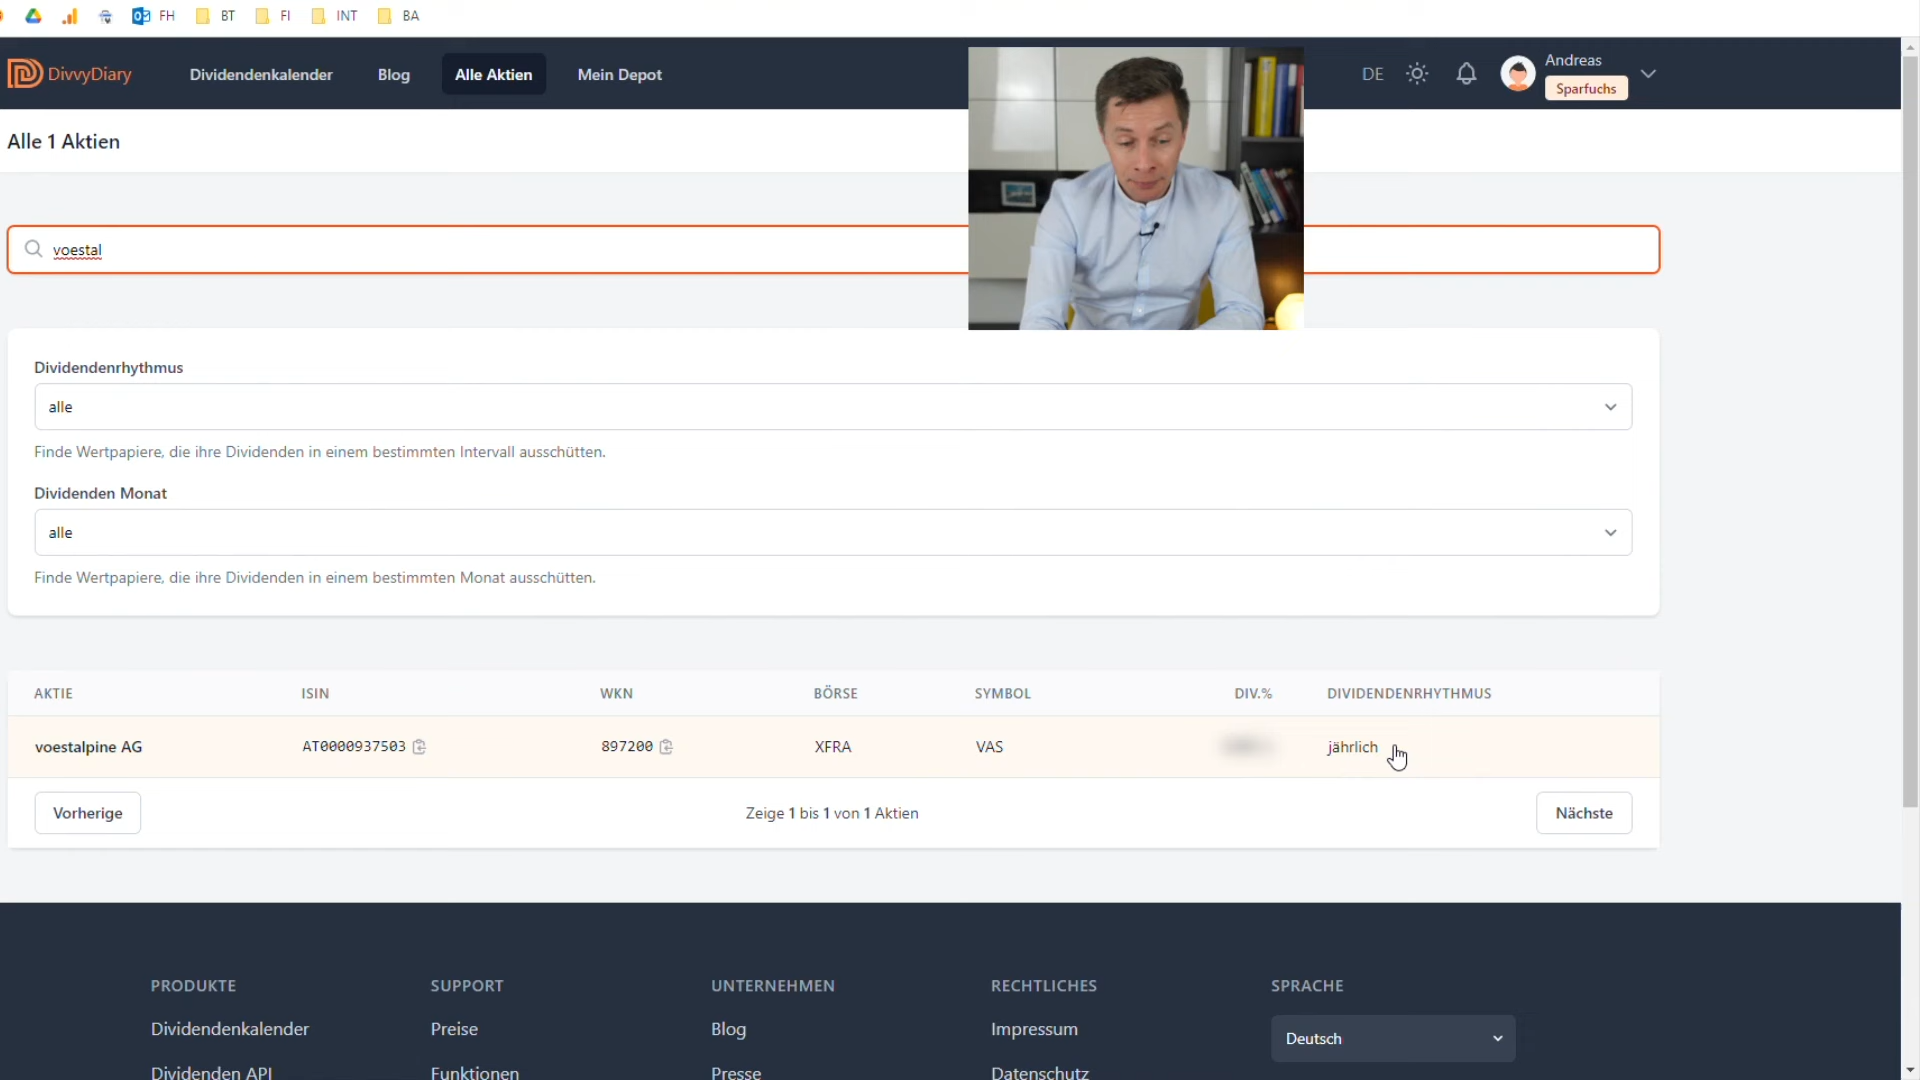 FH BT FI INT BA
DivvyDiary Dividendenkalender Blog Alle Aktien Mein Depot DE Andreas
Sparfuchs
Alle 1 Aktien
voestal
Dividendenrhythmus
alle
Finde Wertpapiere, die ihre Dividenden in einem bestimmten Intervall ausschütten.
Dividenden Monat
alle
Finde Wertpapiere, die ihre Dividenden in einem bestimmten Monat ausschütten.
AKTIE ISIN WKN BÖRSE SYMBOL DIV.% DIVIDENDENRHYTHMUS
voestalpine AG AT0000937503 897200 XFRA VAS jährlich
Vorherige Zeige 1 bis 1 von 1 Aktien Nächste
PRODUKTE SUPPORT UNTERNEHMEN RECHTLICHES SPRACHE
Dividendenkalender Preise Blog Impressum Deutsch
Dividenden API Funktionen Presse Datenschutz